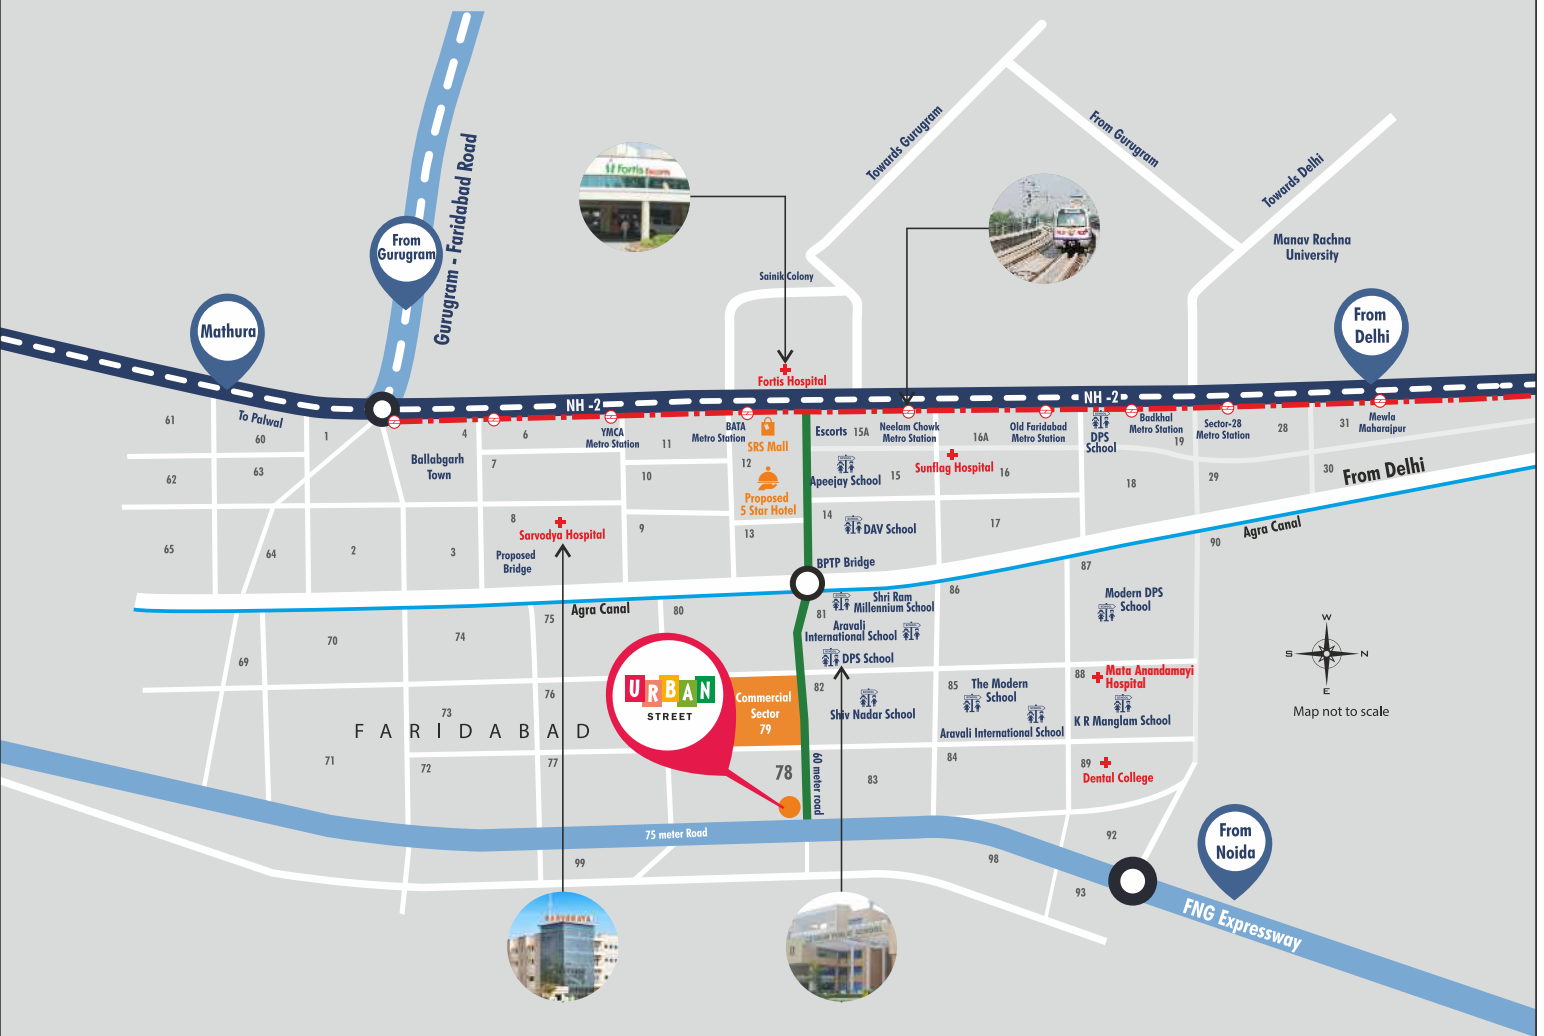 Gurugram - Faridabad Road
From
Gurugram
Mathura
Fortis
Towards Gurugram
From Gurugram
Towards Delhi
Manav Rachna
University
Sainik Colony
From
Delhi
Fortis Hospital
NH -2
NH -2
To Palwal
61
60
1
4
6
YMCA
Metro Station
11
BATA
Metro Station
SRS Mall
Escorts
15A
Neelam Chowk
Metro Station
16A
Old Faridabad
Metro Station
DPS
School
Badkhal
Metro Station
19
Sector-28
Metro Station
28
31
Mewla
Maharajpur
62
63
Ballabgarh
Town
7
10
12
Proposed
5 Star Hotel
Apeejay School
15
Sunflag Hospital
16
18
29
30
From Delhi
65
64
2
3
8
Sarvodya Hospital
Proposed
Bridge
9
13
14
DAV School
17
BPTP Bridge
Agra Canal
90
87
86
Agra Canal
75
80
81
Shri Ram
Millennium School
Aravali
International School
DPS School
Modern DPS
School
70
74
69
76
73
URBAN
STREET
Commercial
Sector
79
82
Shiv Nadar School
85
The Modern
School
Aravali International School
88
Mata Anandamayi
Hospital
K R Manglam School
W
S
N
E
Map not to scale
FARIDABAD
71
72
77
78
60 meter road
83
84
89
Dental College
75 meter Road
99
98
92
93
From
Noida
FNG Expressway